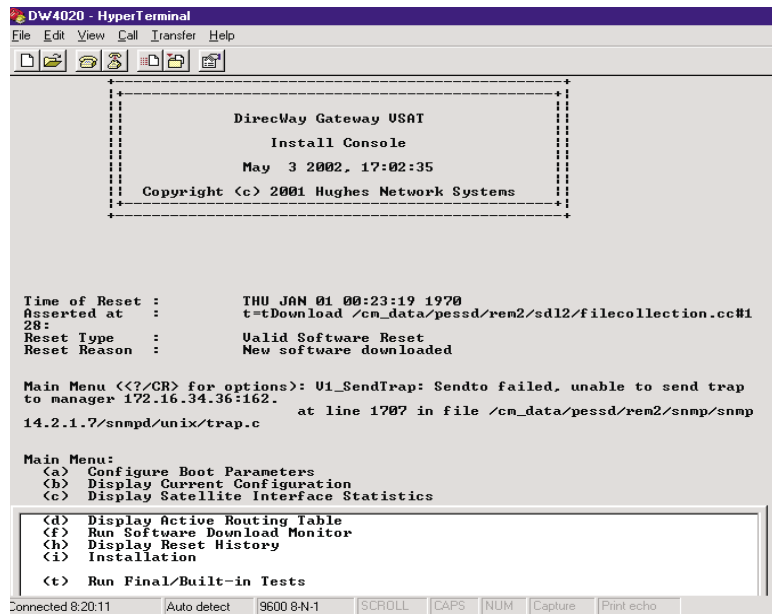 DW4020 - HyperTerminal
File Edit View Call Transfer Help
DirecWay Gateway VSAT
Install Console
May 3 2002, 17:02:35
Copyright (c) 2001 Hughes Network Systems
Time of Reset : THU JAN 01 00:23:19 1970
Asserted at : t=tDownload /cm_data/pessd/rem2/sdl2/filecollection.cc#1
28:
Reset Type : Valid Software Reset
Reset Reason : New software downloaded
Main Menu (<?/CR> for options): V1_SendTrap: Sendto failed, unable to send trap
to manager 172.16.34.36:162.
at line 1707 in file /cm_data/pessd/rem2/snmp/snmp
14.2.1.7/snmpd/unix/trap.c
Main Menu:
(a) Configure Boot Parameters
(b) Display Current Configuration
(c) Display Satellite Interface Statistics
(d) Display Active Routing Table
(f) Run Software Download Monitor
(h) Display Reset History
(i) Installation
(t) Run Final/Built-in Tests
Connected 8:20:11 Auto detect 9600 8-N-1 SCROLL CAPS NUM Capture Print echo